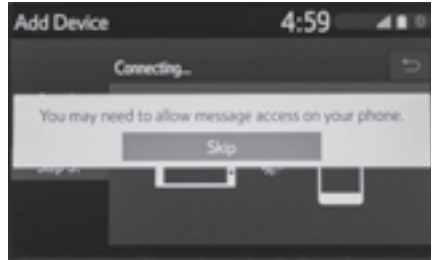 Add Device 4:59
Connecting...
You may need to allow message access on your phone.
Skip